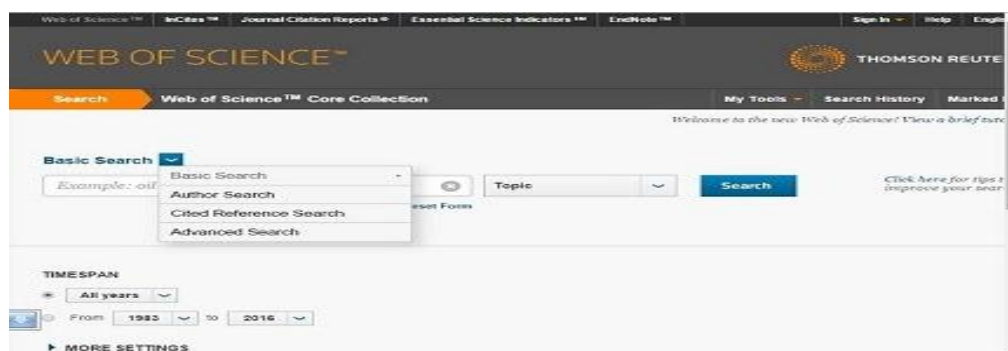 Web of Science™ InCites™ Journal Citation Reports® Essential Science Indicators™ EndNote™ Sign In Help Engli
WEB OF SCIENCE™
THOMSON REUTE
Search Web of Science™ Core Collection My Tools Search History Marked
Welcome to the new Web of Science! View a brief tuto
Basic Search
Basic Search
Example: oil Topic Search
Click here for tips t
improve your sear
Author Search
eset Form
Cited Reference Search
Advanced Search
TIMESPAN
All years
From 1983 to 2016
MORE SETTINGS